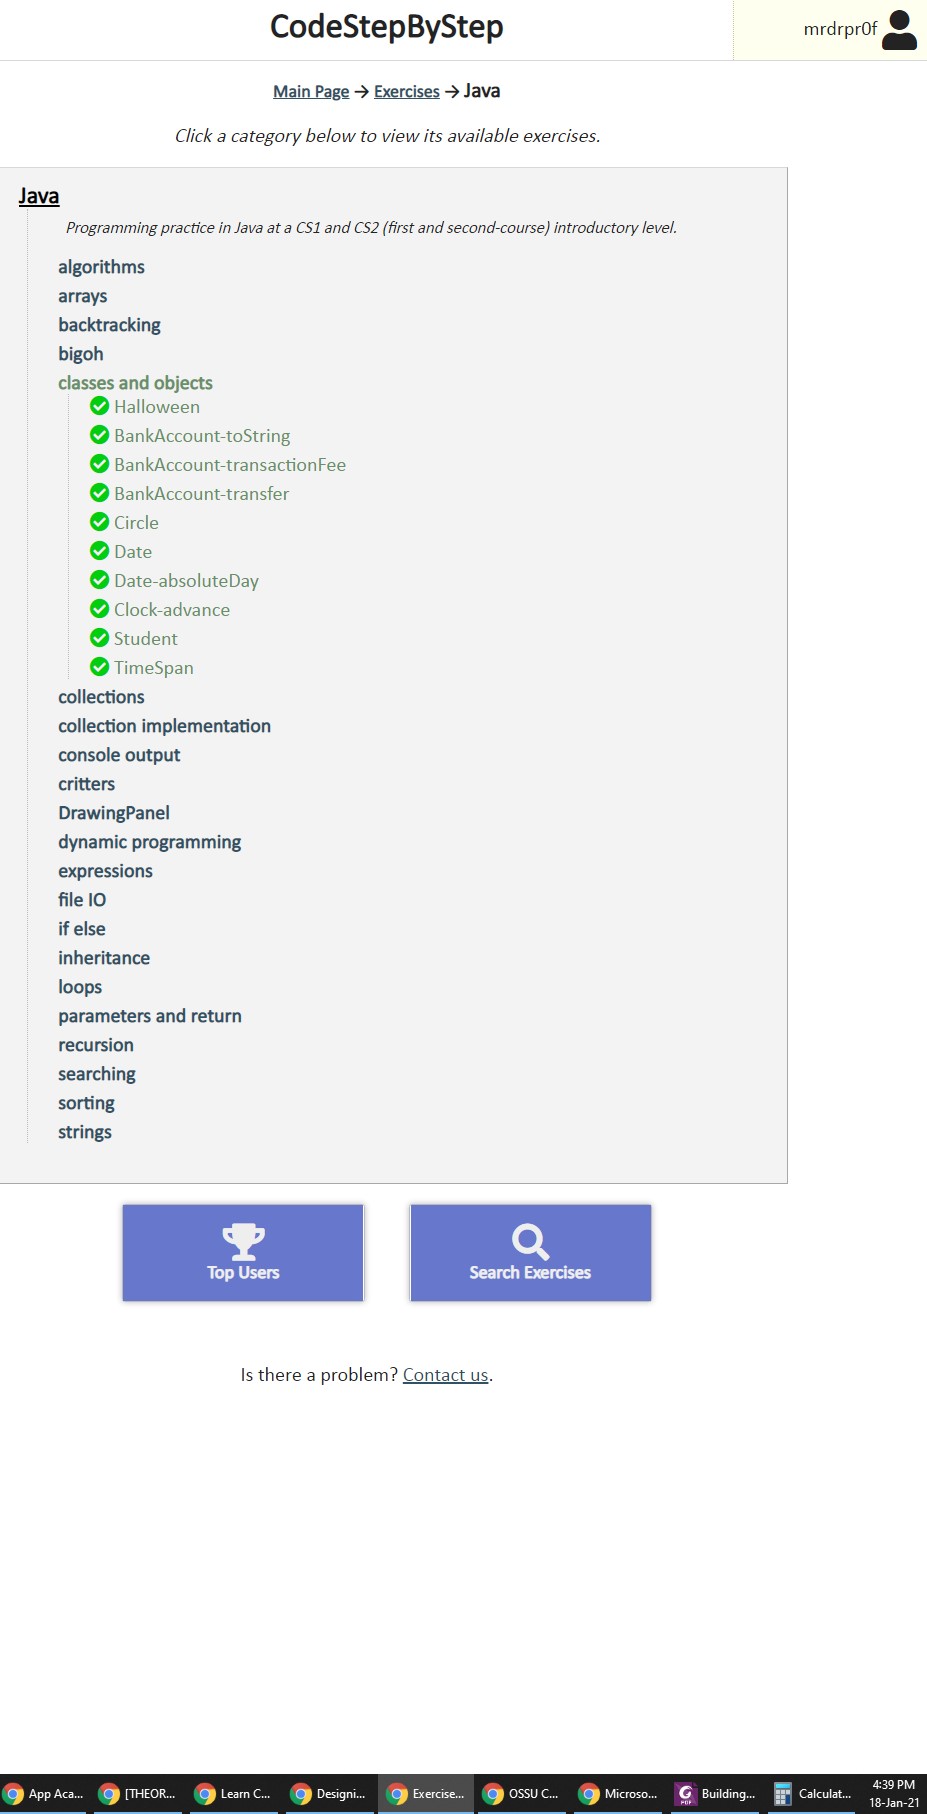 CodeStepByStep
mrdrpr0f
Main Page → Exercises → Java
Click a category below to view its available exercises.
Java
Programming practice in Java at a CS1 and CS2 (first and second-course) introductory level.
algorithms
arrays
backtracking
bigoh
classes and objects
Halloween
BankAccount-toString
BankAccount-transactionFee
BankAccount-transfer
Circle
Date
Date-absoluteDay
Clock-advance
Student
TimeSpan
collections
collection implementation
console output
critters
DrawingPanel
dynamic programming
expressions
file IO
if else
inheritance
loops
parameters and return
recursion
searching
sorting
strings
Top Users
Search Exercises
Is there a problem? Contact us.
App Aca... [THEOR... Learn C... Designi... Exercise... OSSU C... Microso... Building... Calculat...
4:39 PM
18-Jan-21